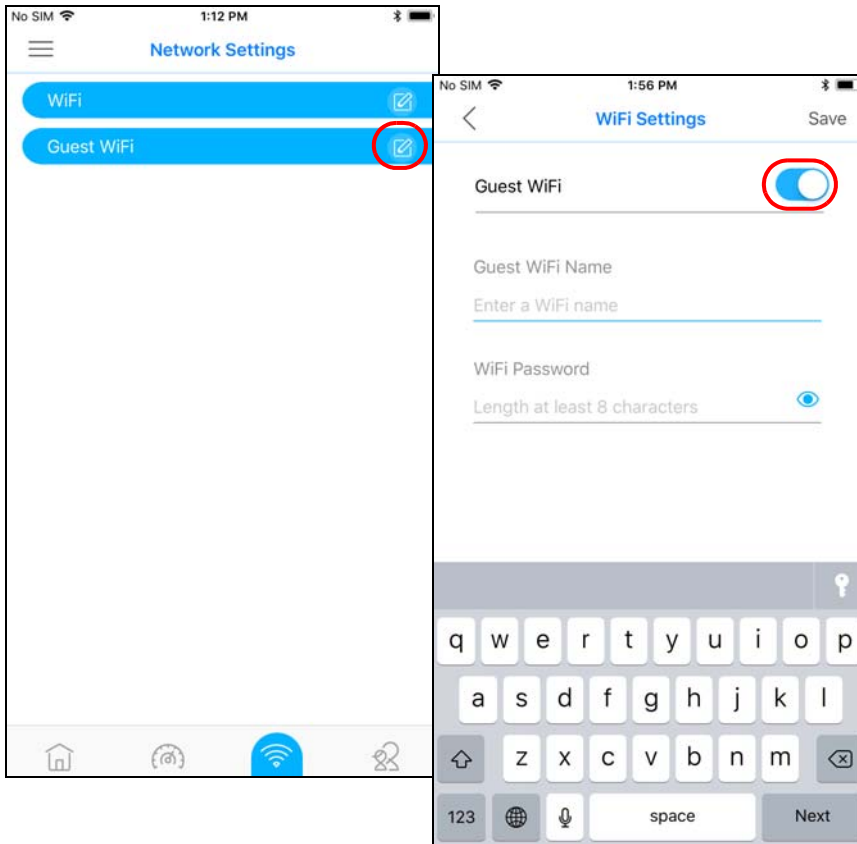 No SIM 1:12 PM
Network Settings
WiFi
Guest WiFi
No SIM 1:56 PM
WiFi Settings Save
Guest WiFi
Guest WiFi Name
Enter a WiFi name
WiFi Password
Length at least 8 characters
q w e r t y u i o p
a s d f g h j k l
z x c v b n m
123 space Next